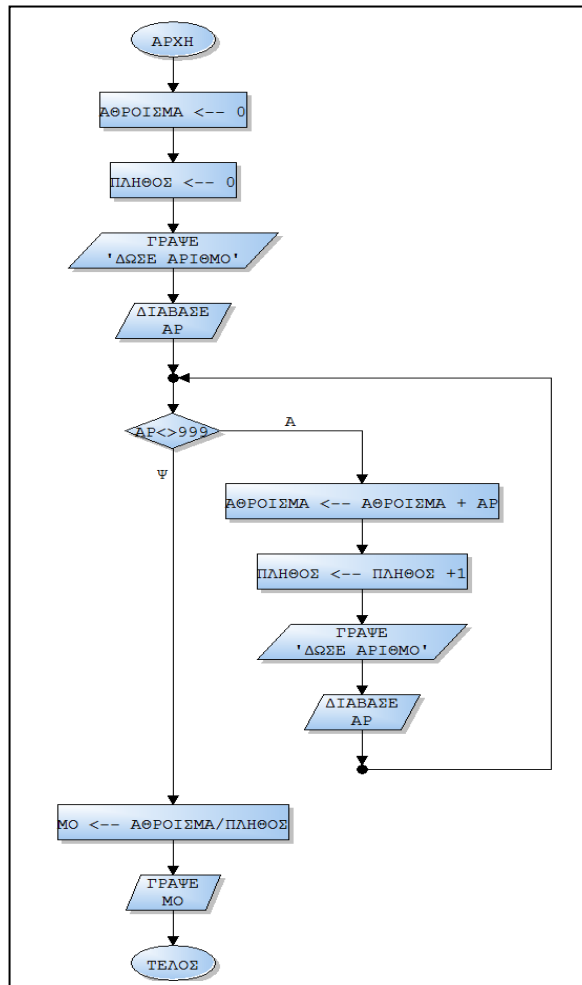 ΑΡΧΗ
ΑΘΡΟΙΣΜΑ <-- 0
ΠΛΗΘΟΣ <-- 0
ΓΡΑΨΕ
'ΔΩΣΕ ΑΡΙΘΜΟ'
ΔΙΑΒΑΣΕ
ΑΡ
ΑΡ<>999
Α
Ψ
ΑΘΡΟΙΣΜΑ <-- ΑΘΡΟΙΣΜΑ + ΑΡ
ΠΛΗΘΟΣ <-- ΠΛΗΘΟΣ +1
ΓΡΑΨΕ
'ΔΩΣΕ ΑΡΙΘΜΟ'
ΔΙΑΒΑΣΕ
ΑΡ
ΜΟ <-- ΑΘΡΟΙΣΜΑ/ΠΛΗΘΟΣ
ΓΡΑΨΕ
ΜΟ
ΤΕΛΟΣ